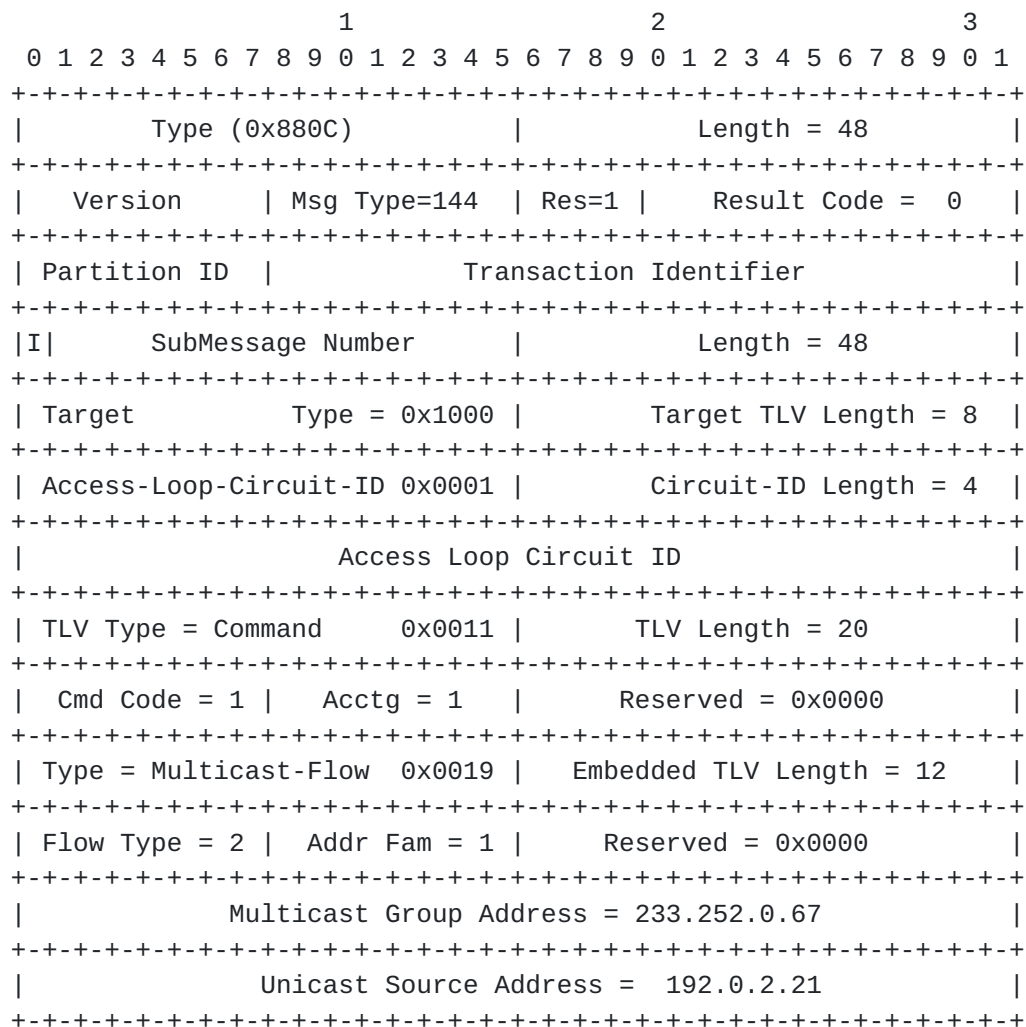 1                   2                   3
 0 1 2 3 4 5 6 7 8 9 0 1 2 3 4 5 6 7 8 9 0 1 2 3 4 5 6 7 8 9 0 1
+-+-+-+-+-+-+-+-+-+-+-+-+-+-+-+-+-+-+-+-+-+-+-+-+-+-+-+-+-+-+-+-+
|        Type (0x880C)          |           Length = 48         |
+-+-+-+-+-+-+-+-+-+-+-+-+-+-+-+-+-+-+-+-+-+-+-+-+-+-+-+-+-+-+-+-+
|   Version     | Msg Type=144  | Res=1 |    Result Code =  0   |
+-+-+-+-+-+-+-+-+-+-+-+-+-+-+-+-+-+-+-+-+-+-+-+-+-+-+-+-+-+-+-+-+
| Partition ID  |            Transaction Identifier             |
+-+-+-+-+-+-+-+-+-+-+-+-+-+-+-+-+-+-+-+-+-+-+-+-+-+-+-+-+-+-+-+-+
|I|      SubMessage Number      |           Length = 48         |
+-+-+-+-+-+-+-+-+-+-+-+-+-+-+-+-+-+-+-+-+-+-+-+-+-+-+-+-+-+-+-+-+
| Target          Type = 0x1000 |        Target TLV Length = 8  |
+-+-+-+-+-+-+-+-+-+-+-+-+-+-+-+-+-+-+-+-+-+-+-+-+-+-+-+-+-+-+-+-+
| Access-Loop-Circuit-ID 0x0001 |        Circuit-ID Length = 4  |
+-+-+-+-+-+-+-+-+-+-+-+-+-+-+-+-+-+-+-+-+-+-+-+-+-+-+-+-+-+-+-+-+
|                    Access Loop Circuit ID                     |
+-+-+-+-+-+-+-+-+-+-+-+-+-+-+-+-+-+-+-+-+-+-+-+-+-+-+-+-+-+-+-+-+
| TLV Type = Command     0x0011 |       TLV Length = 20         |
+-+-+-+-+-+-+-+-+-+-+-+-+-+-+-+-+-+-+-+-+-+-+-+-+-+-+-+-+-+-+-+-+
|  Cmd Code = 1 |   Acctg = 1   |      Reserved = 0x0000        |
+-+-+-+-+-+-+-+-+-+-+-+-+-+-+-+-+-+-+-+-+-+-+-+-+-+-+-+-+-+-+-+-+
| Type = Multicast-Flow  0x0019 |   Embedded TLV Length = 12    |
+-+-+-+-+-+-+-+-+-+-+-+-+-+-+-+-+-+-+-+-+-+-+-+-+-+-+-+-+-+-+-+-+
| Flow Type = 2 |  Addr Fam = 1 |     Reserved = 0x0000         |
+-+-+-+-+-+-+-+-+-+-+-+-+-+-+-+-+-+-+-+-+-+-+-+-+-+-+-+-+-+-+-+-+
|             Multicast Group Address = 233.252.0.67            |
+-+-+-+-+-+-+-+-+-+-+-+-+-+-+-+-+-+-+-+-+-+-+-+-+-+-+-+-+-+-+-+-+
|               Unicast Source Address =  192.0.2.21            |
+-+-+-+-+-+-+-+-+-+-+-+-+-+-+-+-+-+-+-+-+-+-+-+-+-+-+-+-+-+-+-+-+